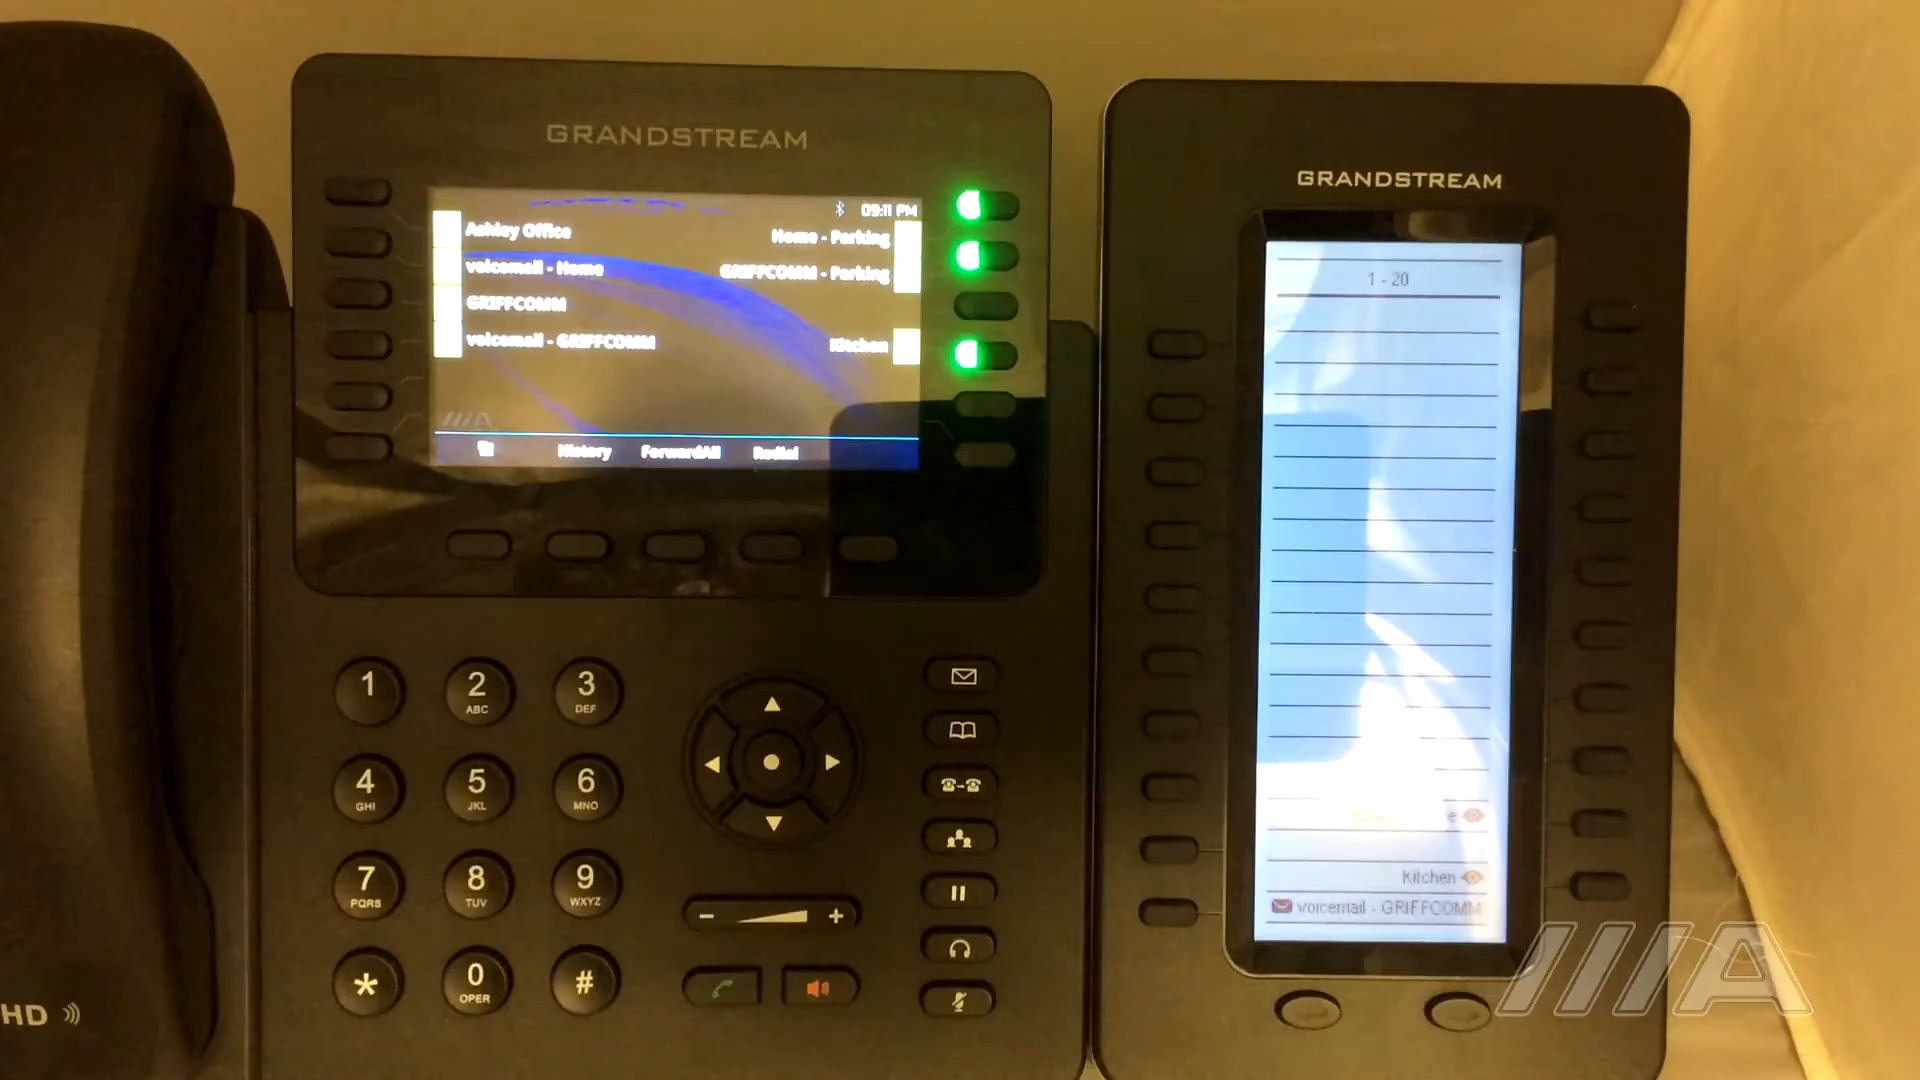 GRANDSTREAM
09:11 PM
Ashley Office
Home - Parking
voicemail - Home
GRIFFCOMM - Parking
GRIFFCOMM
voicemail - GRIFFCOMM
Kitchen
///A
History ForwardAll Redial
1 2 ABC 3 DEF
4 GHI 5 JKL 6 MNO
7 PQRS 8 TUV 9 WXYZ
* 0 OPER #
- +
HD
GRANDSTREAM
1 - 20
Kitchen
voicemail - GRIFFCOMM
///A